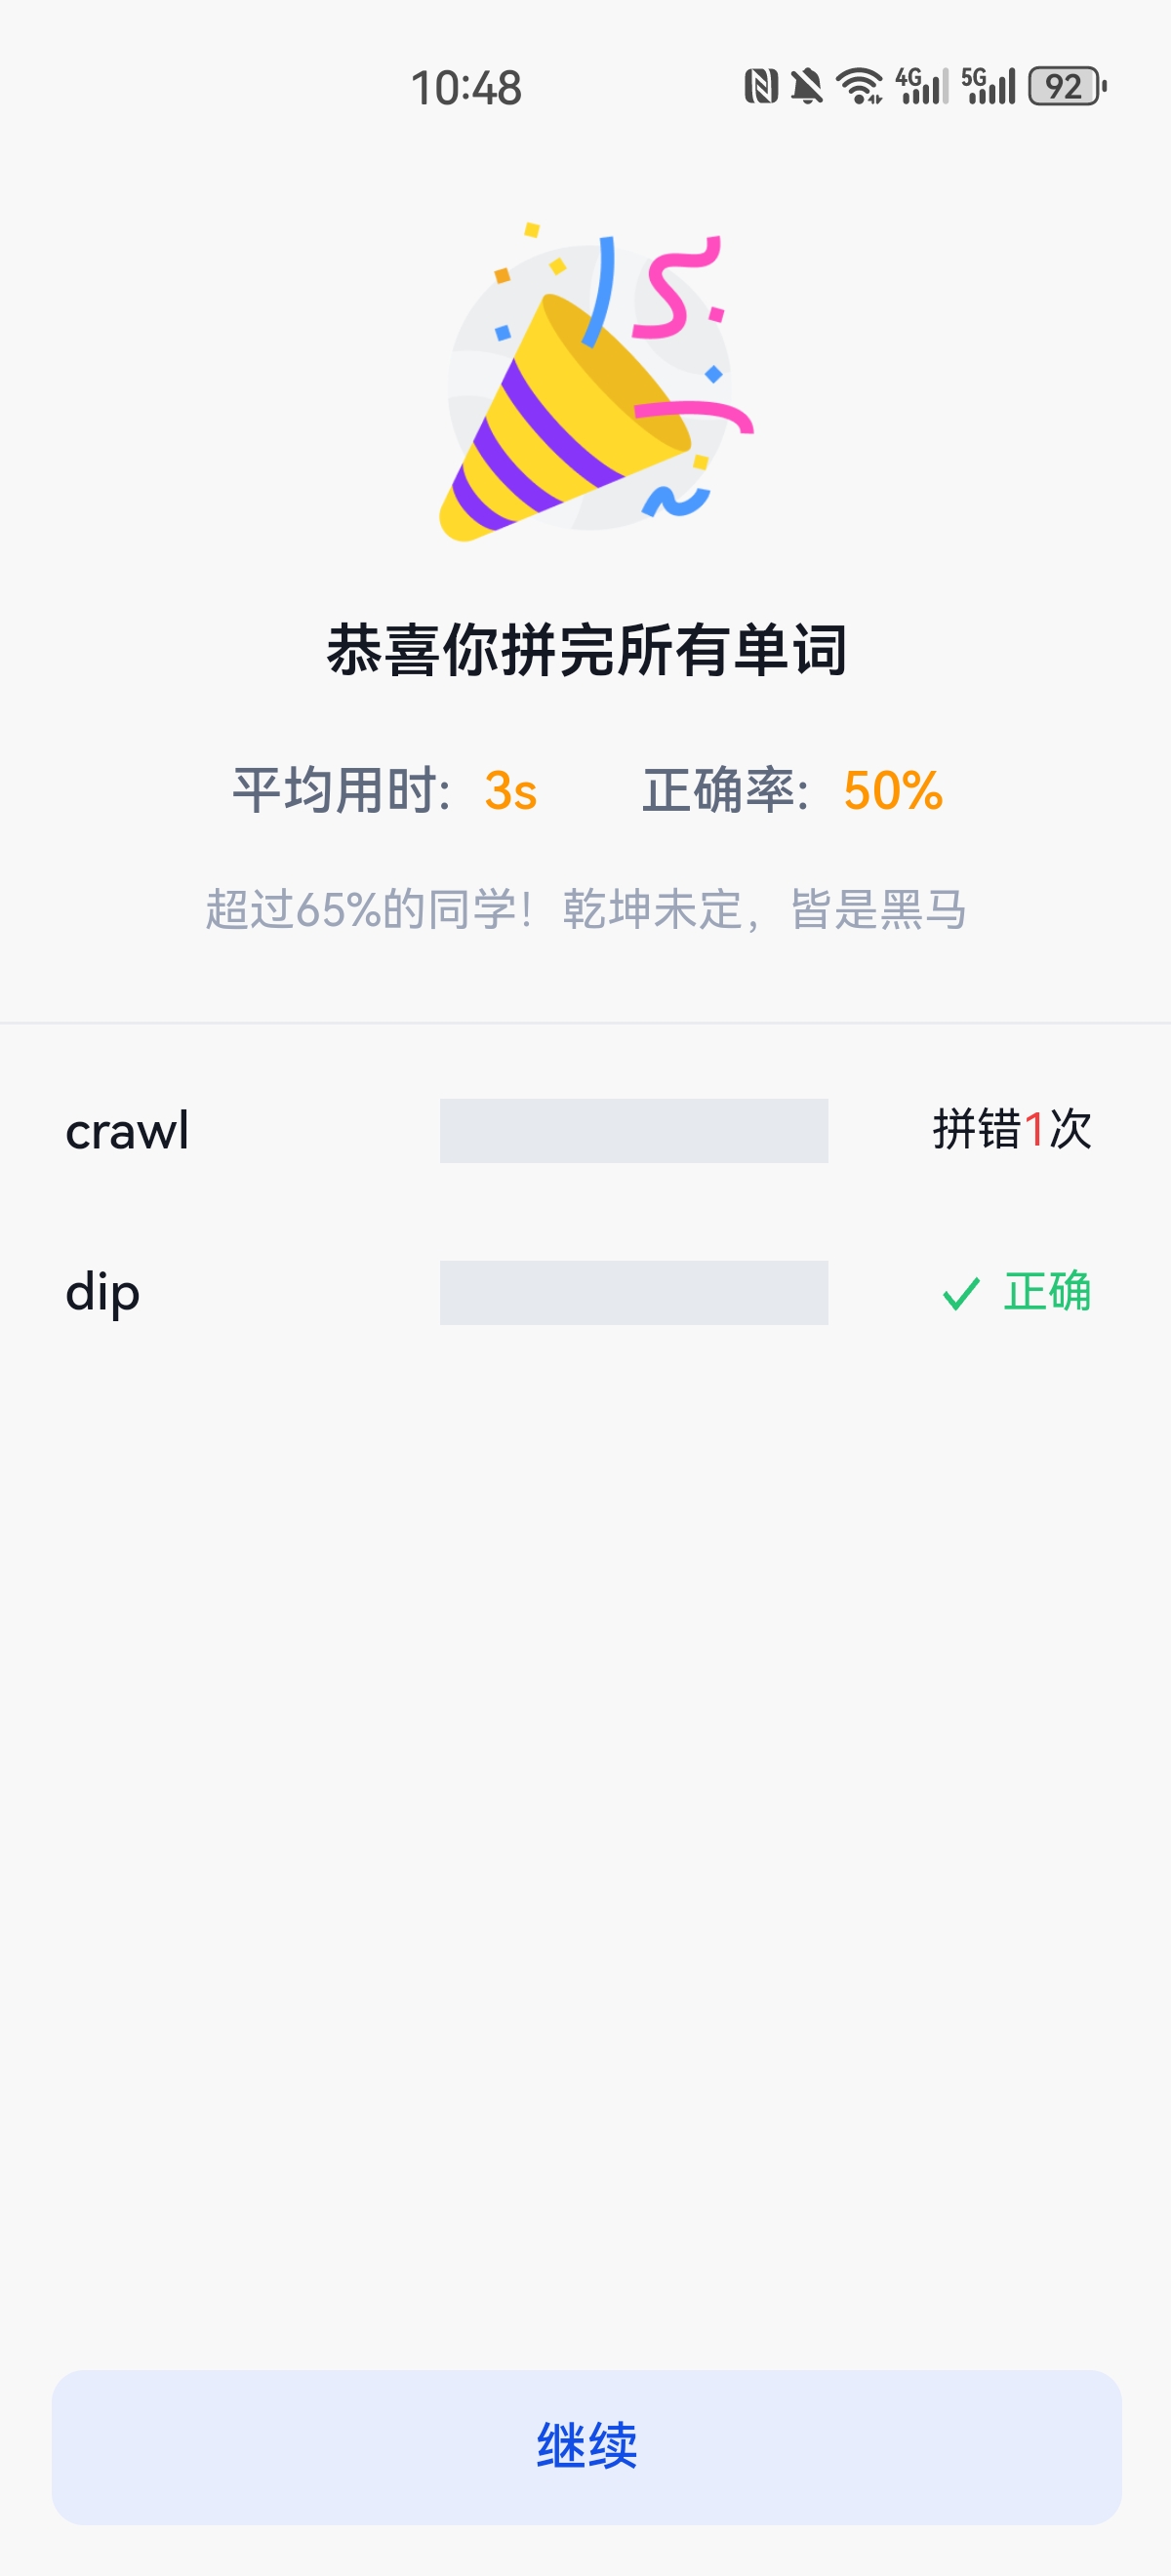 10:48 4G 5G 92
恭喜你拼完所有单词
平均用时: 3s 正确率: 50%
超过65%的同学！乾坤未定，皆是黑马
crawl 拼错1次
dip 正确
继续